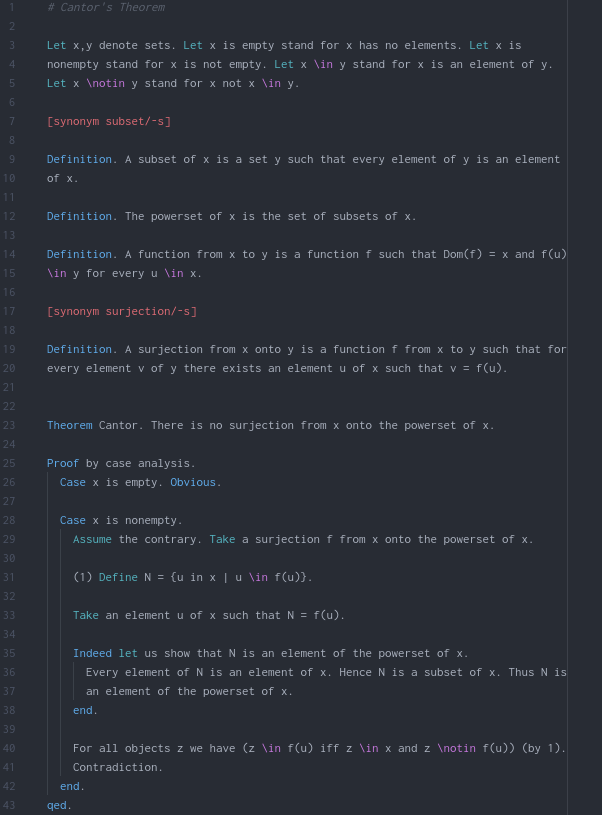 1 # Cantor's Theorem
2
3 Let x,y denote sets. Let x is empty stand for x has no elements. Let x is
4 nonempty stand for x is not empty. Let x \in y stand for x is an element of y.
5 Let x \notin y stand for x not x \in y.
6
7 [synonym subset/-s]
8
9 Definition. A subset of x is a set y such that every element of y is an element
10 of x.
11
12 Definition. The powerset of x is the set of subsets of x.
13
14 Definition. A function from x to y is a function f such that Dom(f) = x and f(u)
15 \in y for every u \in x.
16
17 [synonym surjection/-s]
18
19 Definition. A surjection from x onto y is a function f from x to y such that for
20 every element v of y there exists an element u of x such that v = f(u).
21
22
23 Theorem Cantor. There is no surjection from x onto the powerset of x.
24
25 Proof by case analysis.
26 Case x is empty. Obvious.
27
28 Case x is nonempty.
29 Assume the contrary. Take a surjection f from x onto the powerset of x.
30
31 (1) Define N = {u in x | u \in f(u)}.
32
33 Take an element u of x such that N = f(u).
34
35 Indeed let us show that N is an element of the powerset of x.
36 Every element of N is an element of x. Hence N is a subset of x. Thus N is
37 an element of the powerset of x.
38 end.
39
40 For all objects z we have (z \in f(u) iff z \in x and z \notin f(u)) (by 1).
41 Contradiction.
42 end.
43 qed.